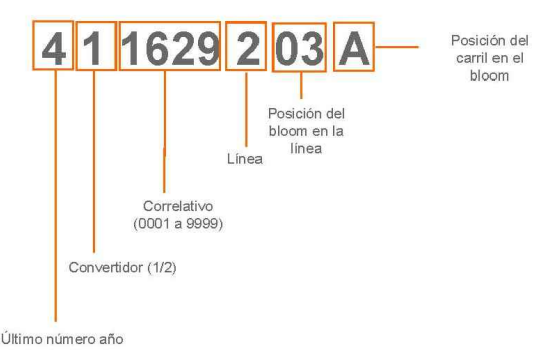 4 1 1629 2 03 A
Posición del
carril en el
bloom
Posición del
bloom en la
línea
Línea
Correlativo
(0001 a 9999)
Convertidor (1/2)
Último número año